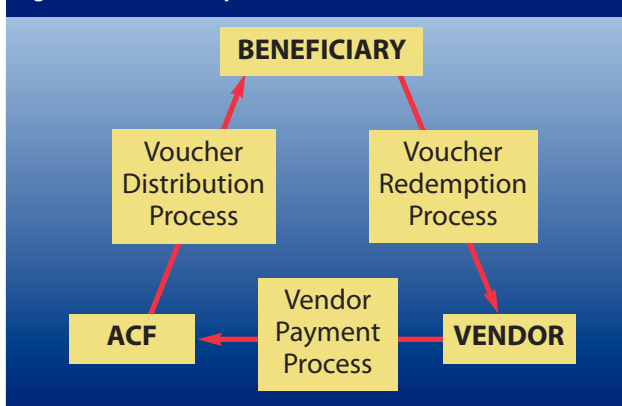 BENEFICIARY
Voucher
Distribution
Process
Voucher
Redemption
Process
ACF
Vendor
Payment
Process
VENDOR